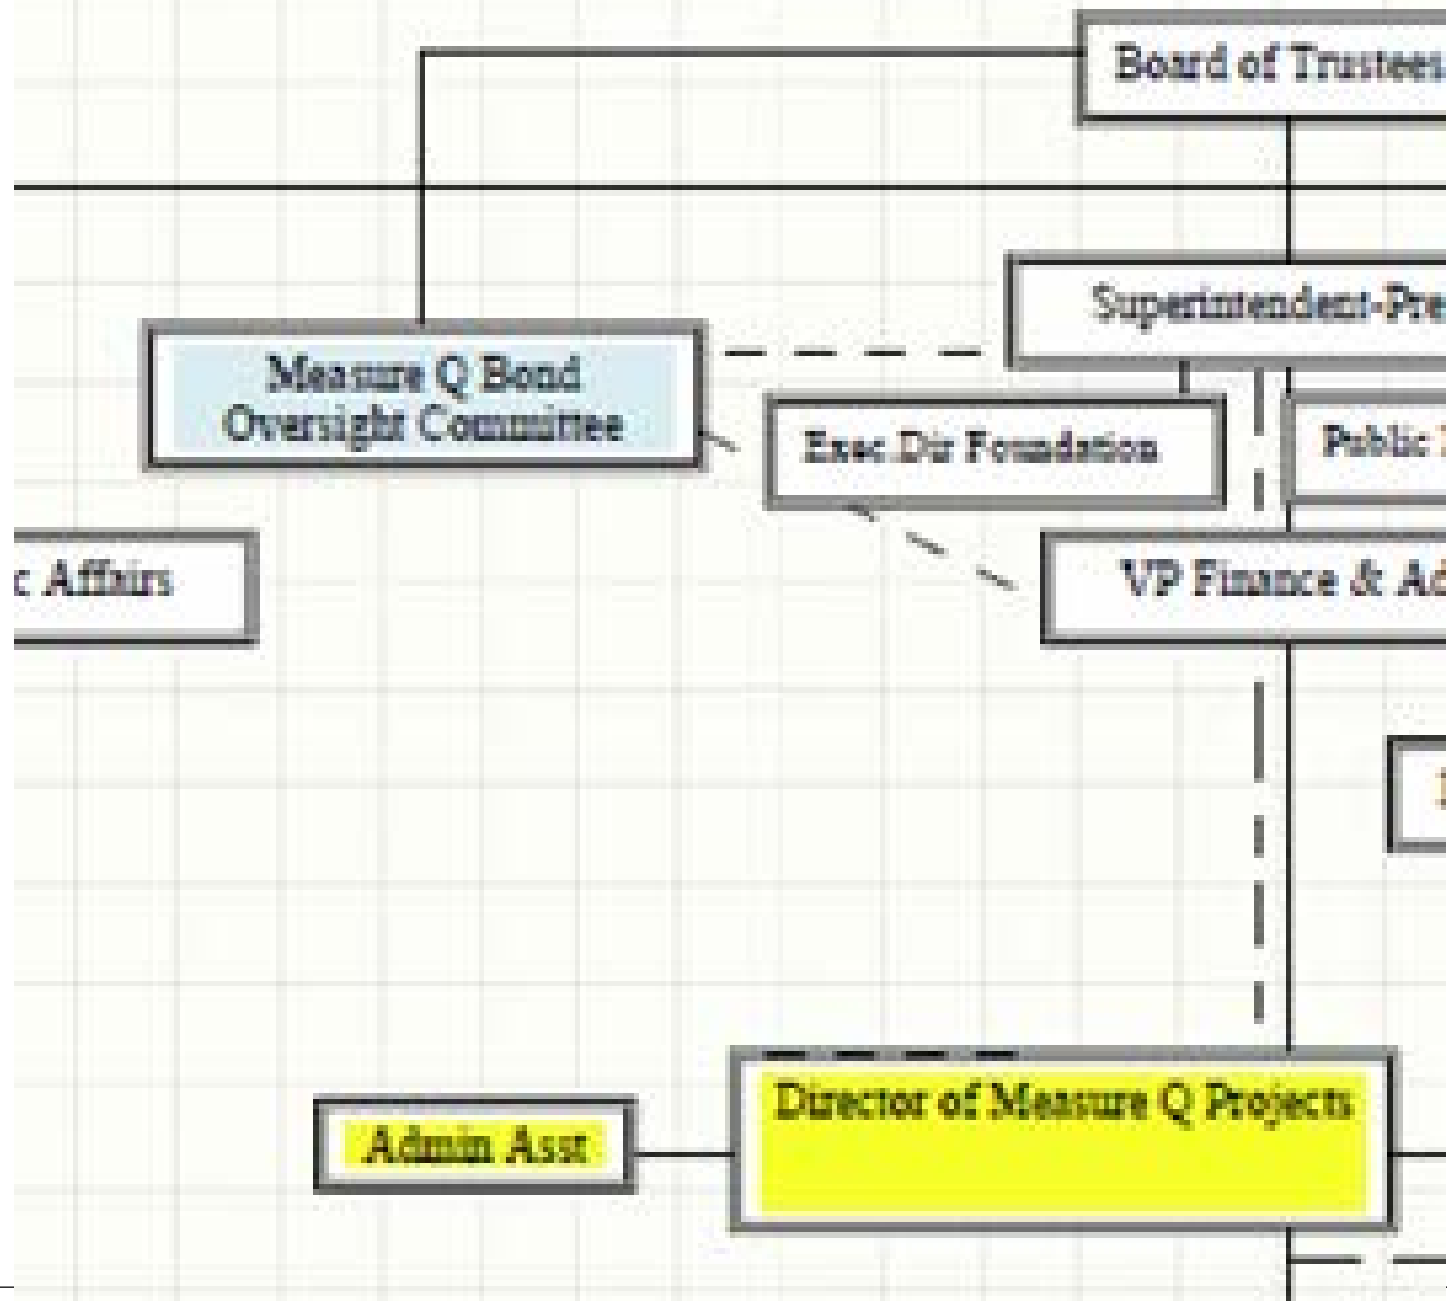 Board of Trustees
Superintendent-Pre
Measure Q Bond
Oversight Committee
Exec Dir Foundation
Public
c Affairs
VP Finance & Ad
Director of Measure Q Projects
Admin Asst